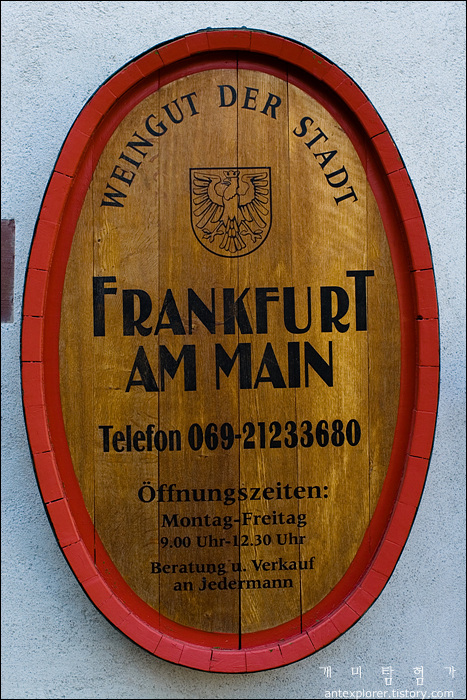 WEINGUT DER STADT
FRANKFURT
AM MAIN
Telefon 069-21233680
Öffnungszeiten:
Montag-Freitag
9.00 Uhr-12.30 Uhr
Beratung u. Verkauf
an Jedermann
개 미 탐 험 가
antexplorer.tistory.com